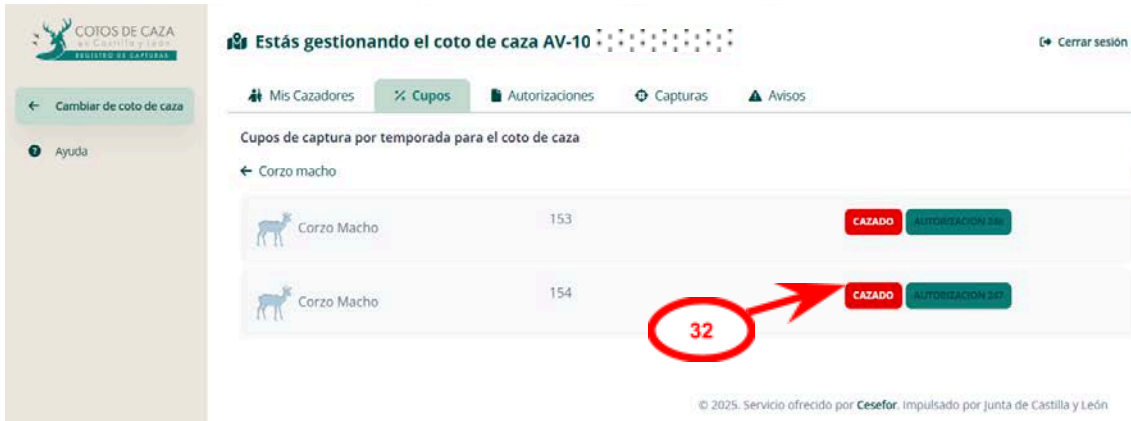 COTOS DE CAZA
en Castilla y León
REGISTRO DE CAPTURAS
Estás gestionando el coto de caza AV-10
Cerrar sesión
Cambiar de coto de caza
Ayuda
Mis Cazadores
Cupos
Autorizaciones
Capturas
Avisos
Cupos de captura por temporada para el coto de caza
Corzo macho
Corzo Macho 153 CAZADO AUTORIZACION
Corzo Macho 154 CAZADO AUTORIZACION 247
32
© 2025. Servicio ofrecido por Cesefor. Impulsado por Junta de Castilla y León